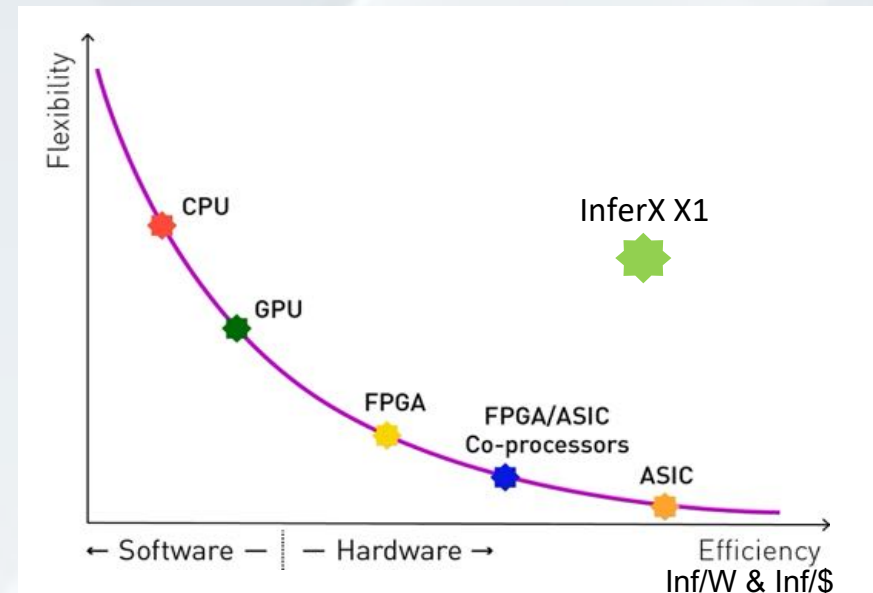 Flexibility
CPU
InferX X1
GPU
FPGA
FPGA/ASIC
Co-processors
ASIC
← Software — — Hardware →
Efficiency
Inf/W & Inf/$